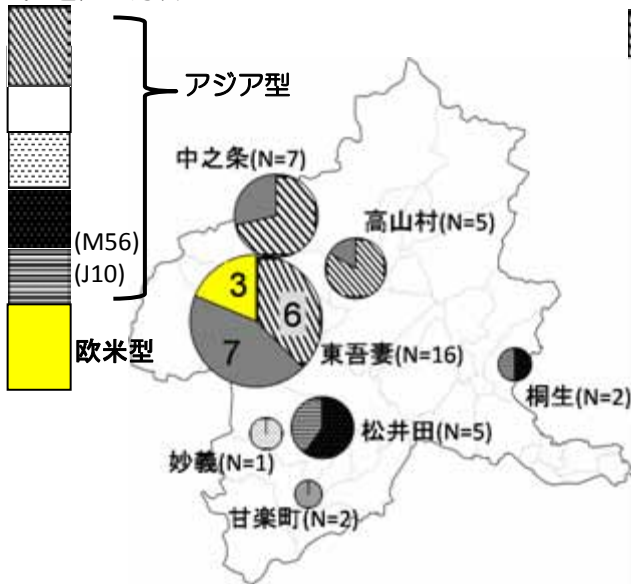 アジア型
(M56)
(J10)
欧米型
中之条(N=7)
高山村(N=5)
3
6
7
東吾妻(N=16)
桐生(N=2)
松井田(N=5)
妙義(N=1)
甘楽町(N=2)